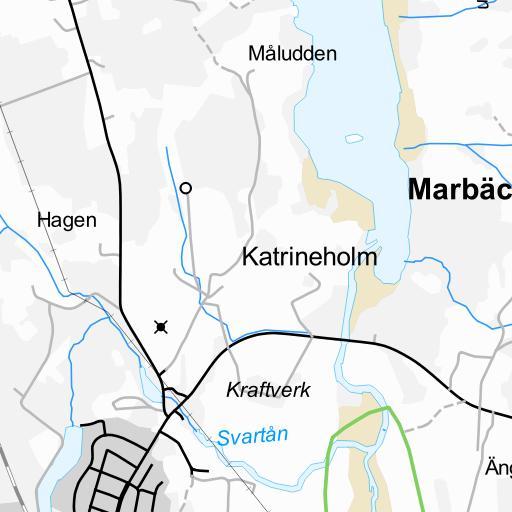 Måludden
Marbäc
Hagen
Katrineholm
Kraftverk
Svartån
Äng